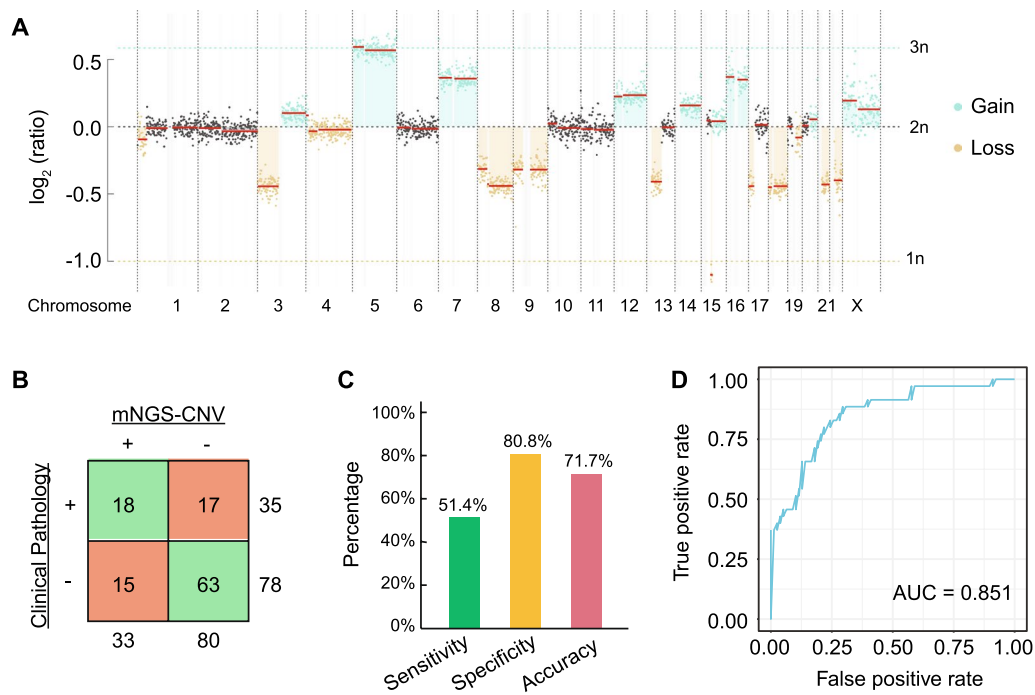 A
log2 (ratio)
0.5
0.0
-0.5
-1.0
3n
2n
1n
Gain
Loss
Chromosome 1 2 3 4 5 6 7 8 9 10 11 12 13 14 15 16 17 19 21 X
B
mNGS-CNV
+ -
Clinical Pathology
+ 18 17 35
- 15 63 78
33 80
C
Percentage
100%
80%
60%
40%
20%
0%
51.4%
80.8%
71.7%
Sensitivity
Specificity
Accuracy
D
True positive rate
1.00
0.75
0.50
0.25
0.00
AUC = 0.851
0.00 0.25 0.50 0.75 1.00
False positive rate